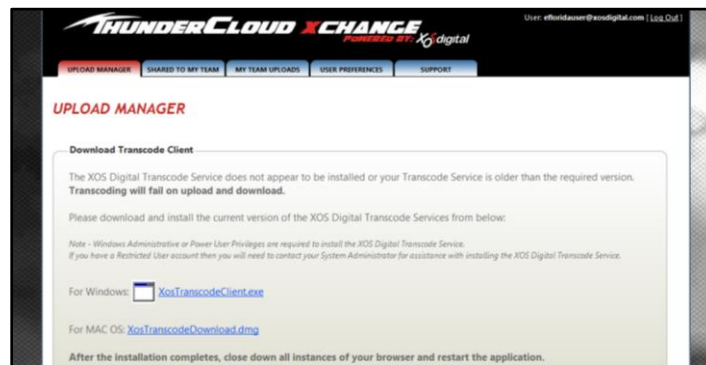 User: efloridauser@xosdigital.com | Log Out |
THUNDERCLOUD XCHANGE
POWERED BY: XOS digital
UPLOAD MANAGER SHARED TO MY TEAM MY TEAM UPLOADS USER PREFERENCES SUPPORT
UPLOAD MANAGER
Download Transcode Client
The XOS Digital Transcode Service does not appear to be installed or your Transcode Service is older than the required version.
Transcoding will fail on upload and download.
Please download and install the current version of the XOS Digital Transcode Services from below:
Note - Windows Administrative or Power User Privileges are required to install the XOS Digital Transcode Service.
If you have a Restricted User account then you will need to contact your System Administrator for assistance with installing the XOS Digital Transcode Service.
For Windows: XosTranscodeClient.exe
For MAC OS: XosTranscodeDownload.dmg
After the installation completes, close down all instances of your browser and restart the application.